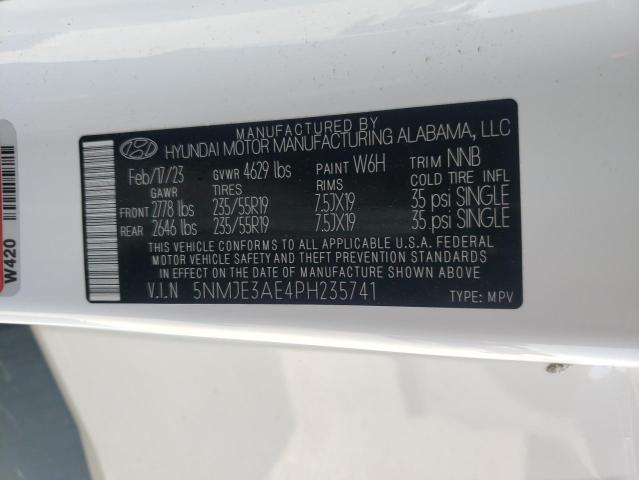 MANUFACTURED BY
HYUNDAI MOTOR MANUFACTURING ALABAMA, LLC
Feb/17/23 GVWR 4629 lbs PAINT W6H TRIM NNB
GAWR TIRES RIMS COLD TIRE INFL
FRONT 2778 lbs 235/55R19 7.5JX19 35 psi SINGLE
REAR 2646 lbs 235/55R19 7.5JX19 35 psi SINGLE
THIS VEHICLE CONFORMS TO ALL APPLICABLE U.S.A. FEDERAL
MOTOR VEHICLE SAFETY AND THEFT PREVENTION STANDARDS
IN EFFECT ON THE DATE OF MANUFACTURE SHOWN ABOVE.
V.I.N 5NMJE3AE4PH235741 TYPE: MPV
W420